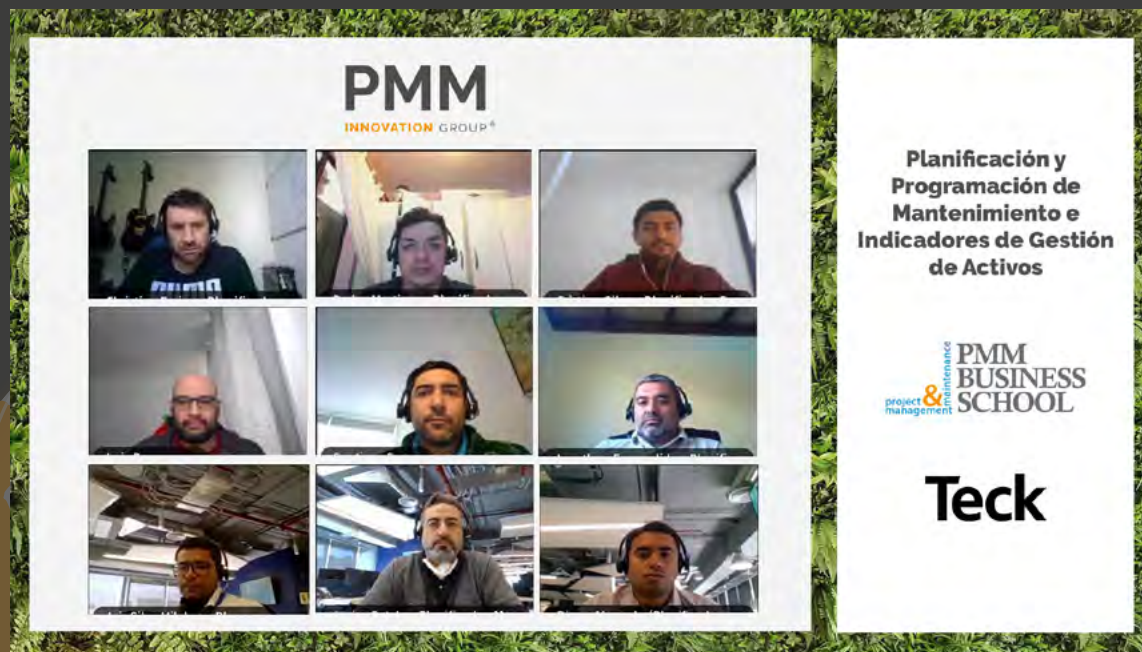 PMM
INNOVATION GROUP®
Planificación y
Programación de
Mantenimiento e
Indicadores de Gestión
de Activos
project & management maintenance
PMM
BUSINESS
SCHOOL
Teck